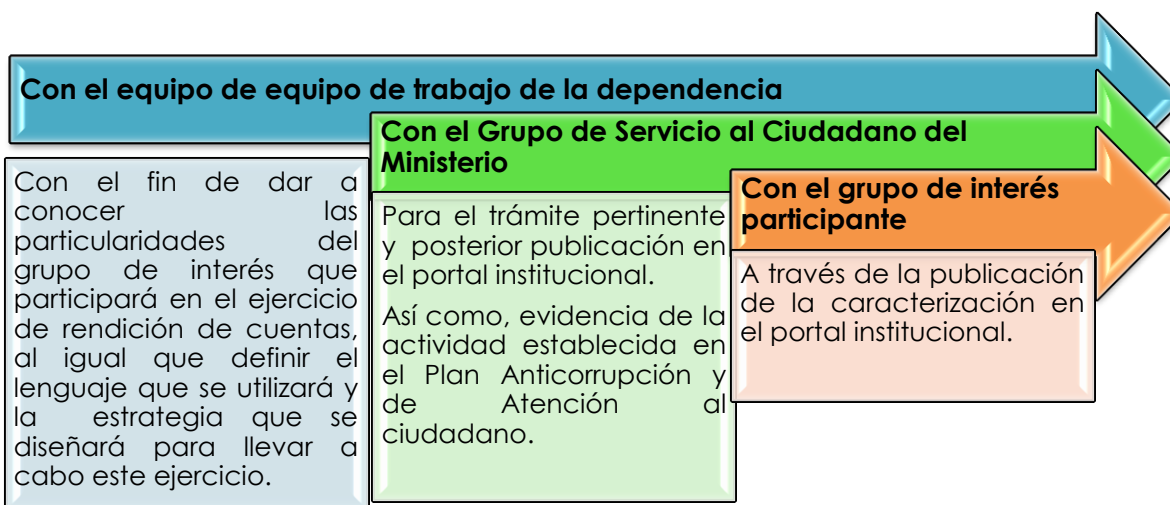 Con el equipo de equipo de trabajo de la dependencia
Con el fin de dar a
conocer las
particularidades del
grupo de interés que
participará en el ejercicio
de rendición de cuentas,
al igual que definir el
lenguaje que se utilizará y
la estrategia que se
diseñará para llevar a
cabo este ejercicio.
Con el Grupo de Servicio al Ciudadano del
Ministerio
Para el trámite pertinente
y posterior publicación en
el portal institucional.
Así como, evidencia de la
actividad establecida en
el Plan Anticorrupción y
de Atención al
ciudadano.
Con el grupo de interés
participante
A través de la publicación
de la caracterización en
el portal institucional.